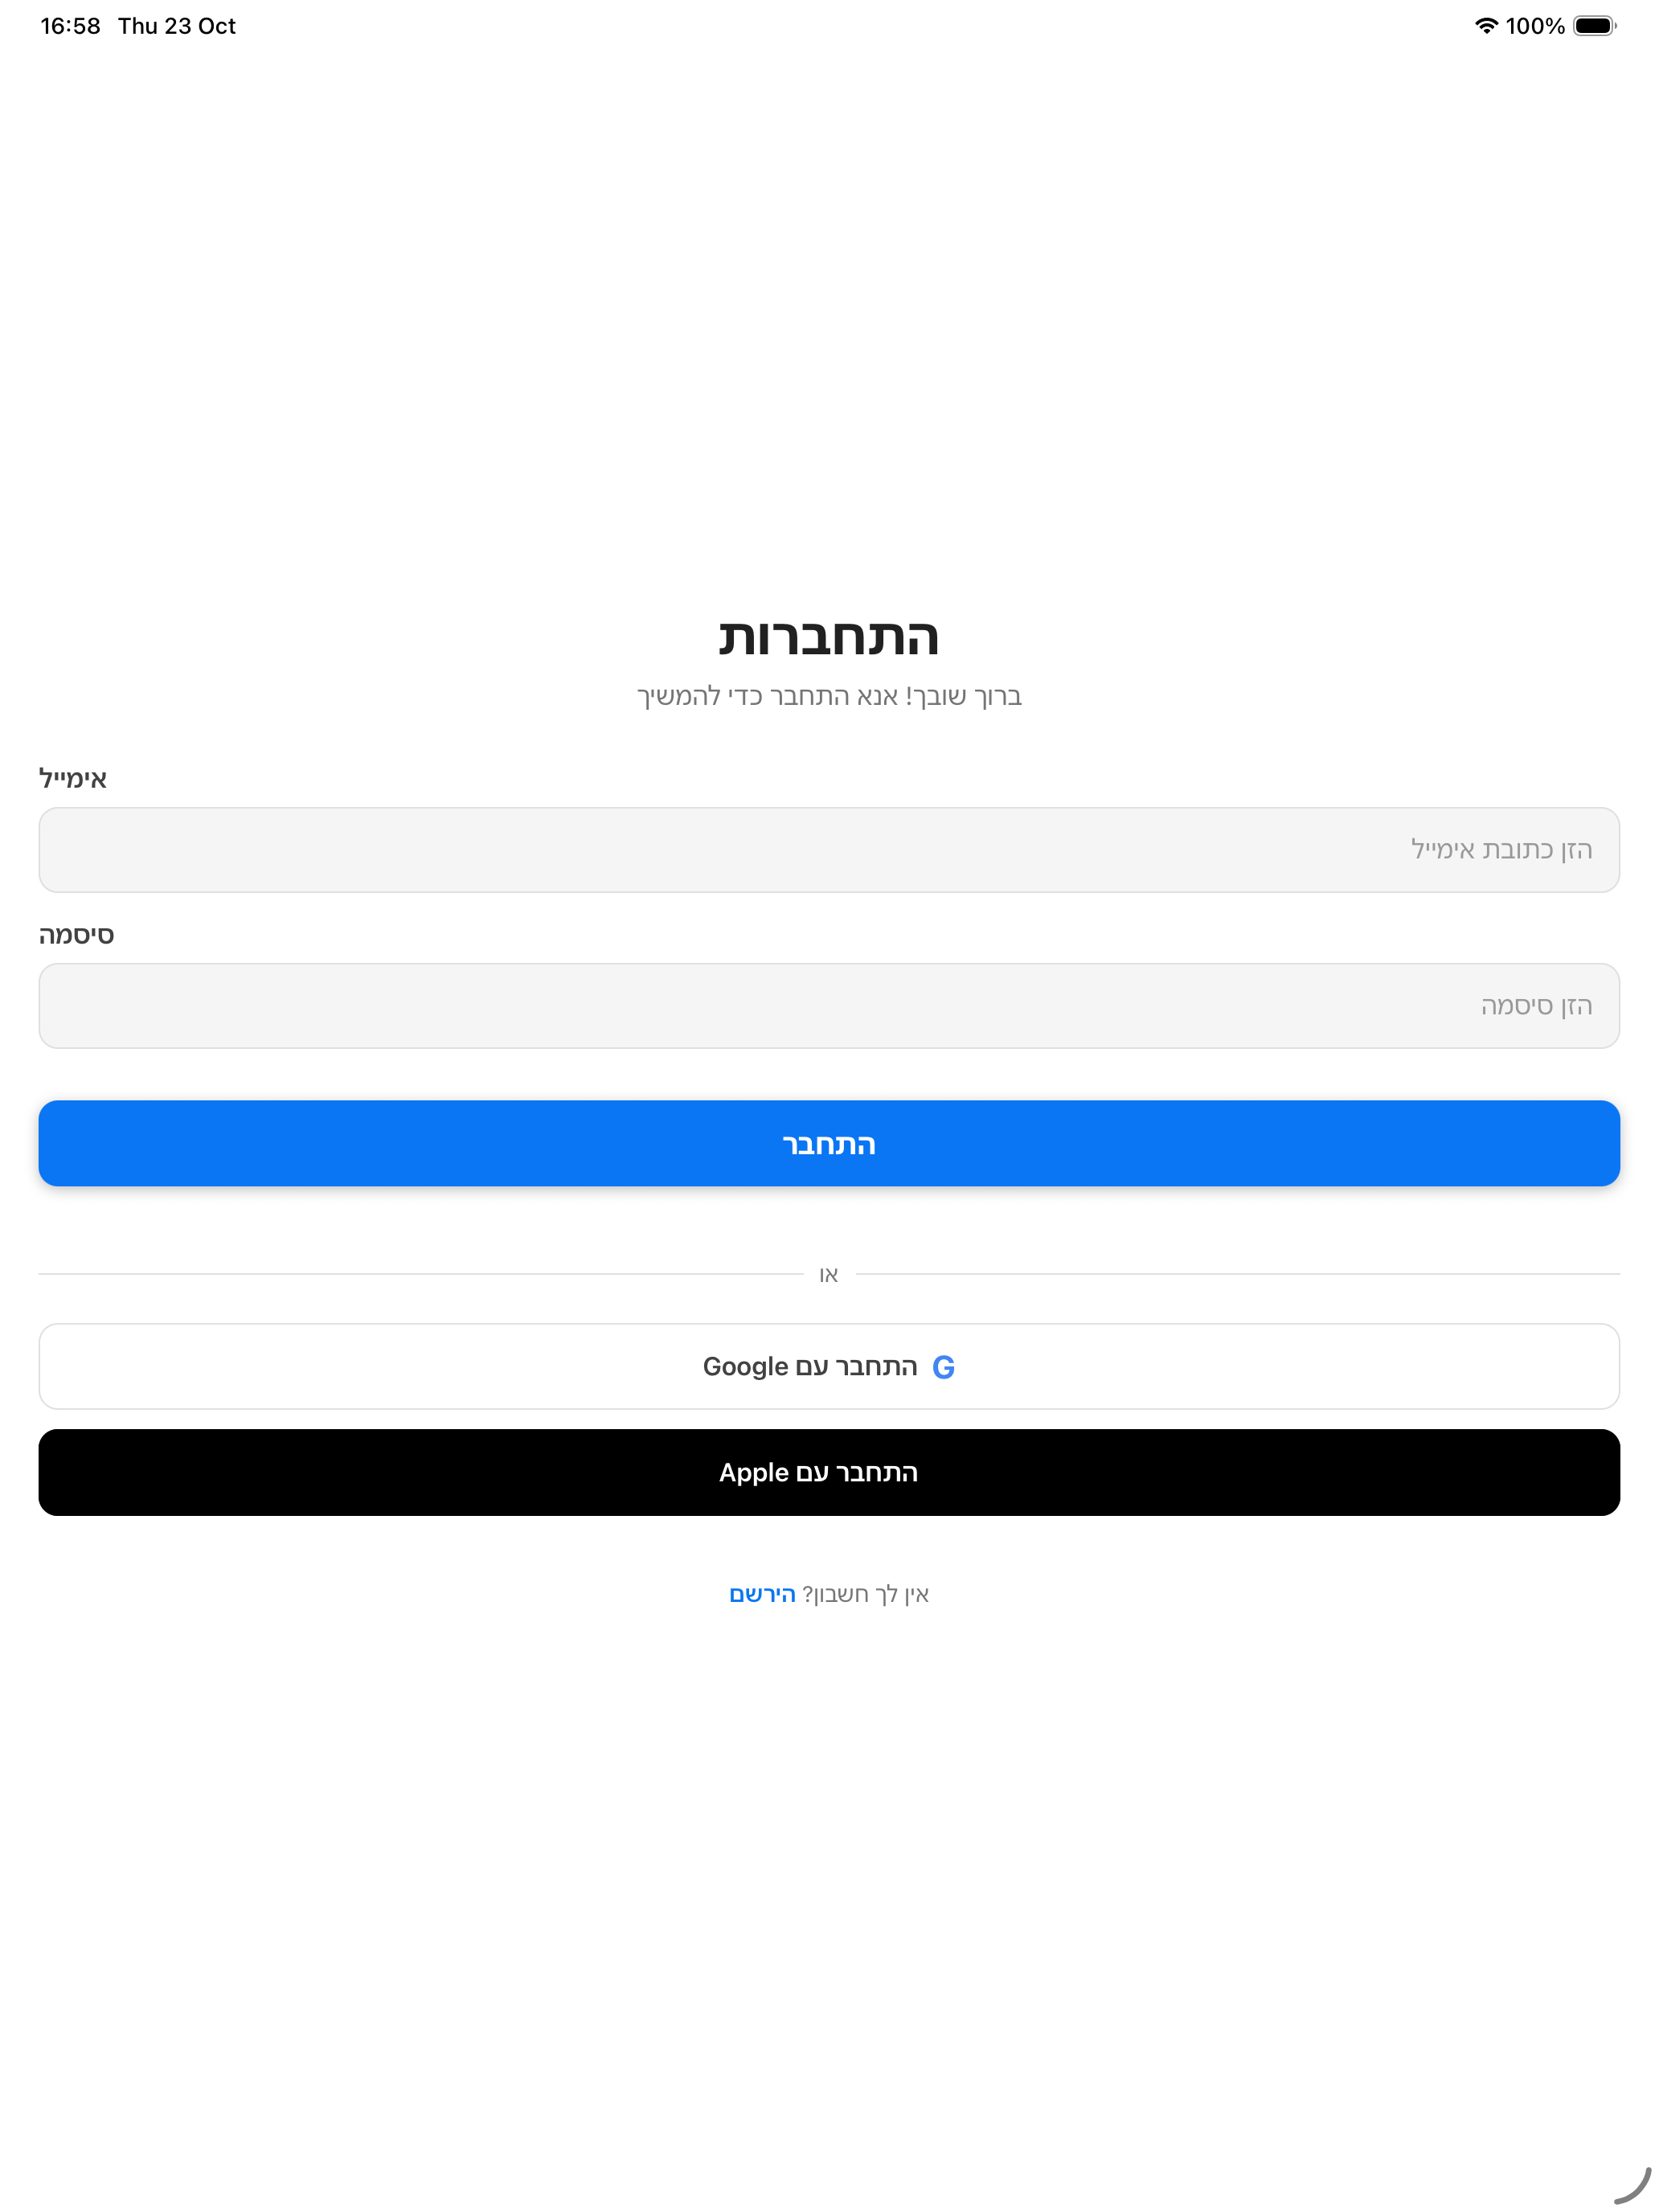 16:58 Thu 23 Oct
100%
התחברות
ברוך שובך! אנא התחבר כדי להמשיך
אימייל
הזן כתובת אימייל
סיסמה
הזן סיסמה
התחבר
או
G התחבר עם Google
התחבר עם Apple
אין לך חשבון? הירשם